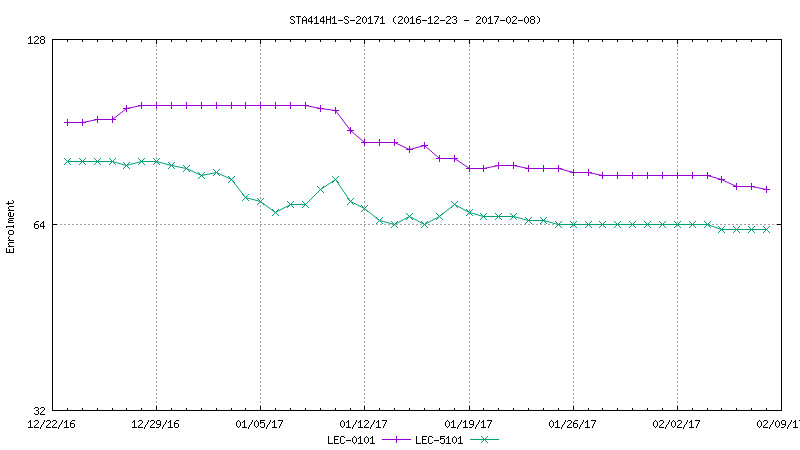 STA414H1-S-20171 (2016-12-23 - 2017-02-08)
128
64
32
Enrolment
12/22/16 12/29/16 01/05/17 01/12/17 01/19/17 01/26/17 02/02/17 02/09/17
LEC-0101 LEC-5101